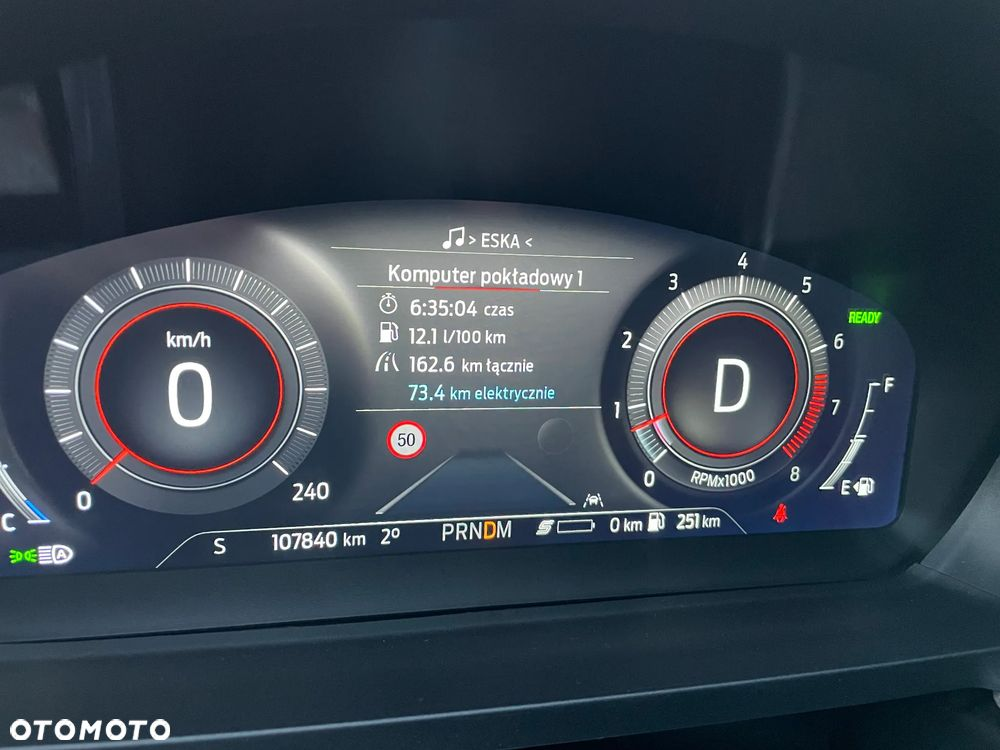 > ESKA <
Komputer pokładowy 1
6:35:04 czas
12.1 l/100 km
162.6 km łącznie
73.4 km elektrycznie
50
km/h
0
0
240
D
0
1
2
3
4
5
6
7
8
RPMx1000
READY
F
E
C
A
S
107840 km
2°
PRNDM
0 km
251 km
OTOMOTO